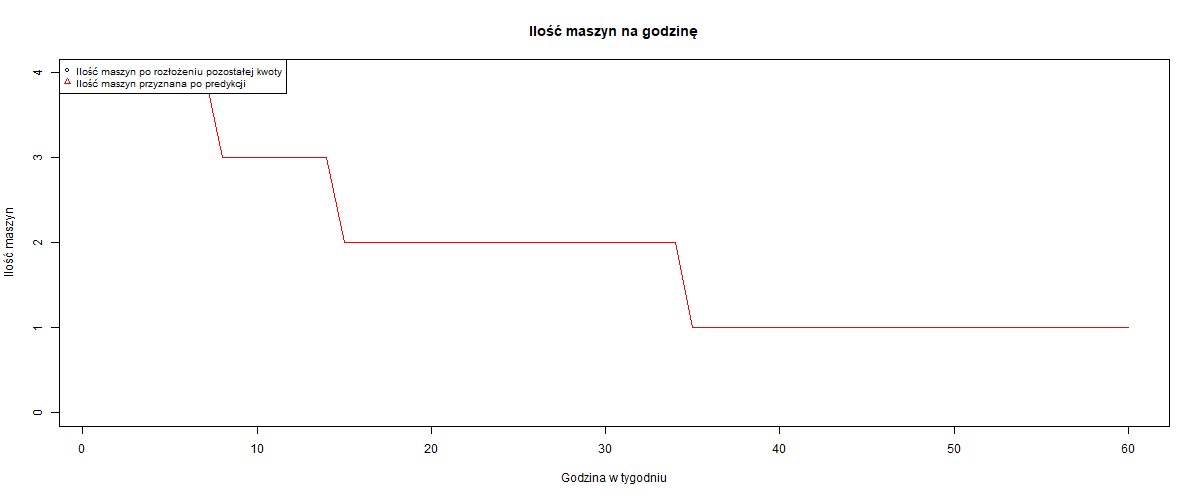 Ilość maszyn na godzinę
Ilość maszyn po rozłożeniu pozostałej kwoty
Ilość maszyn przyznana po predykcji
Ilość maszyn
4
3
2
1
0
0 10 20 30 40 50 60
Godzina w tygodniu